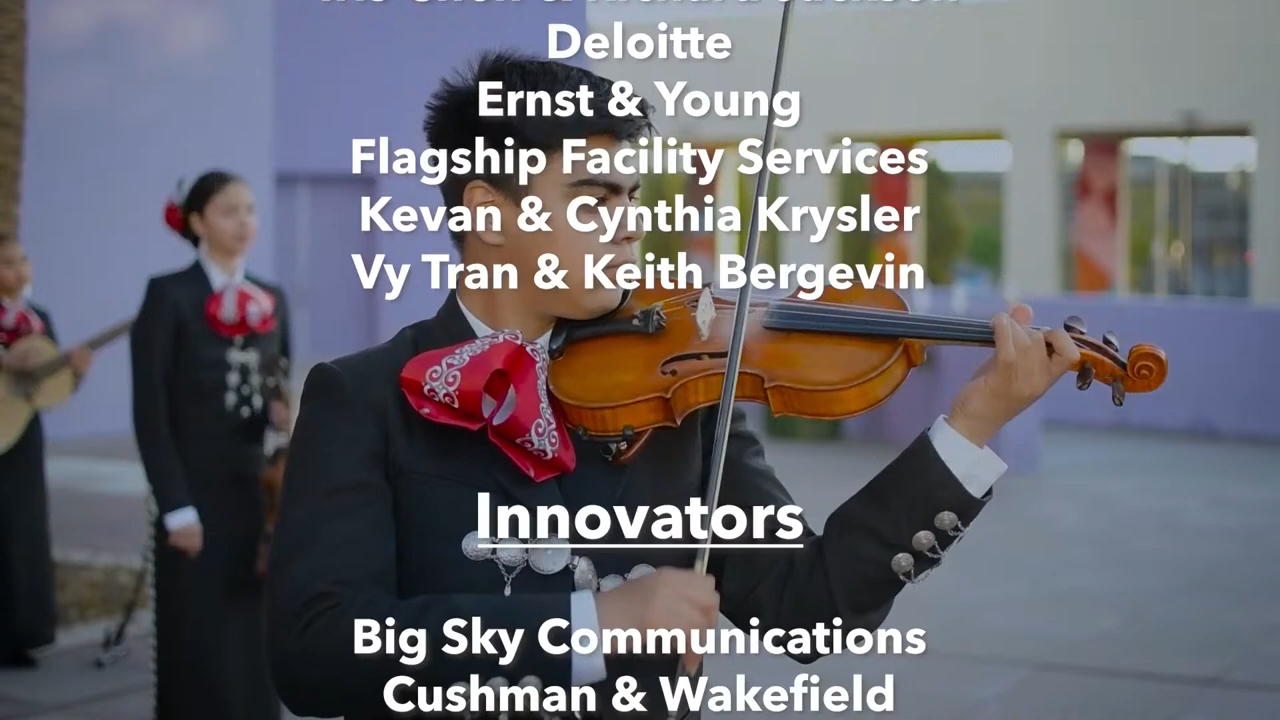 Deloitte
Ernst & Young
Flagship Facility Services
Kevan & Cynthia Krysler
Vy Tran & Keith Bergevin
Innovators
Big Sky Communications
Cushman & Wakefield